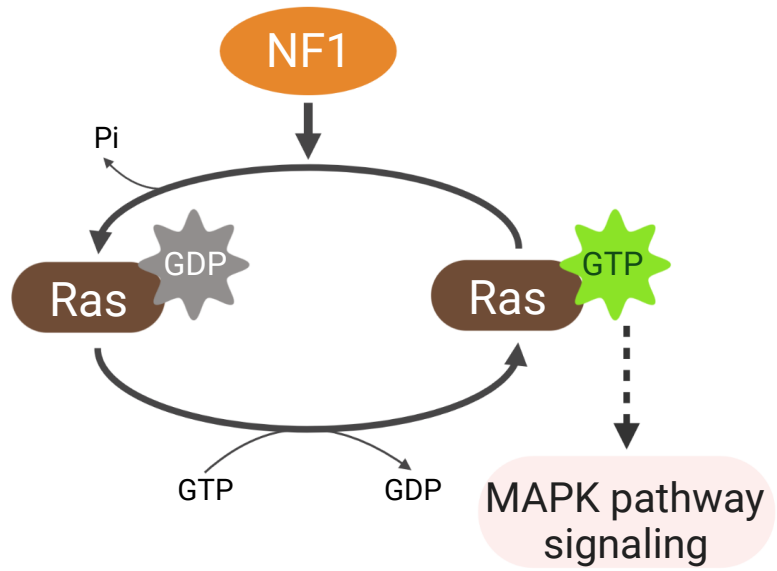 NF1
Pi
GDP
Ras
GTP
Ras
GTP
GDP
MAPK pathway
signaling